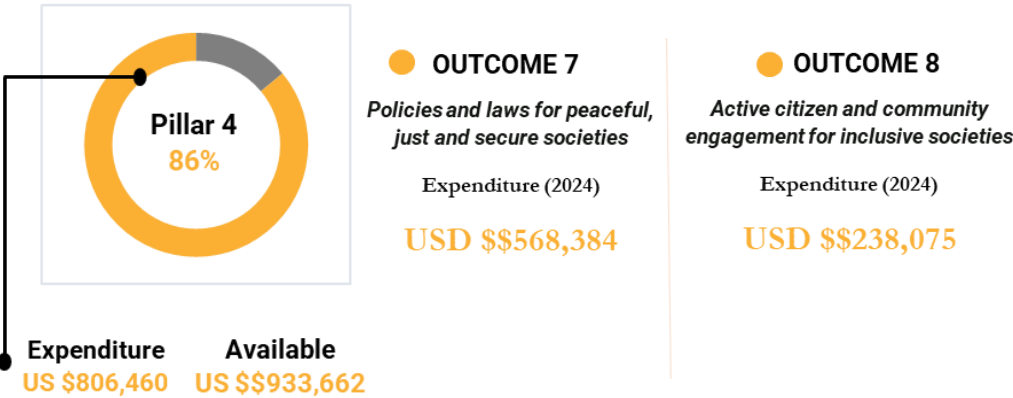 Pillar 4
86%
Expenditure
US $806,460
Available
US $$933,662
OUTCOME 7
Policies and laws for peaceful,
just and secure societies
Expenditure (2024)
USD $$568,384
OUTCOME 8
Active citizen and community
engagement for inclusive societies
Expenditure (2024)
USD $$238,075